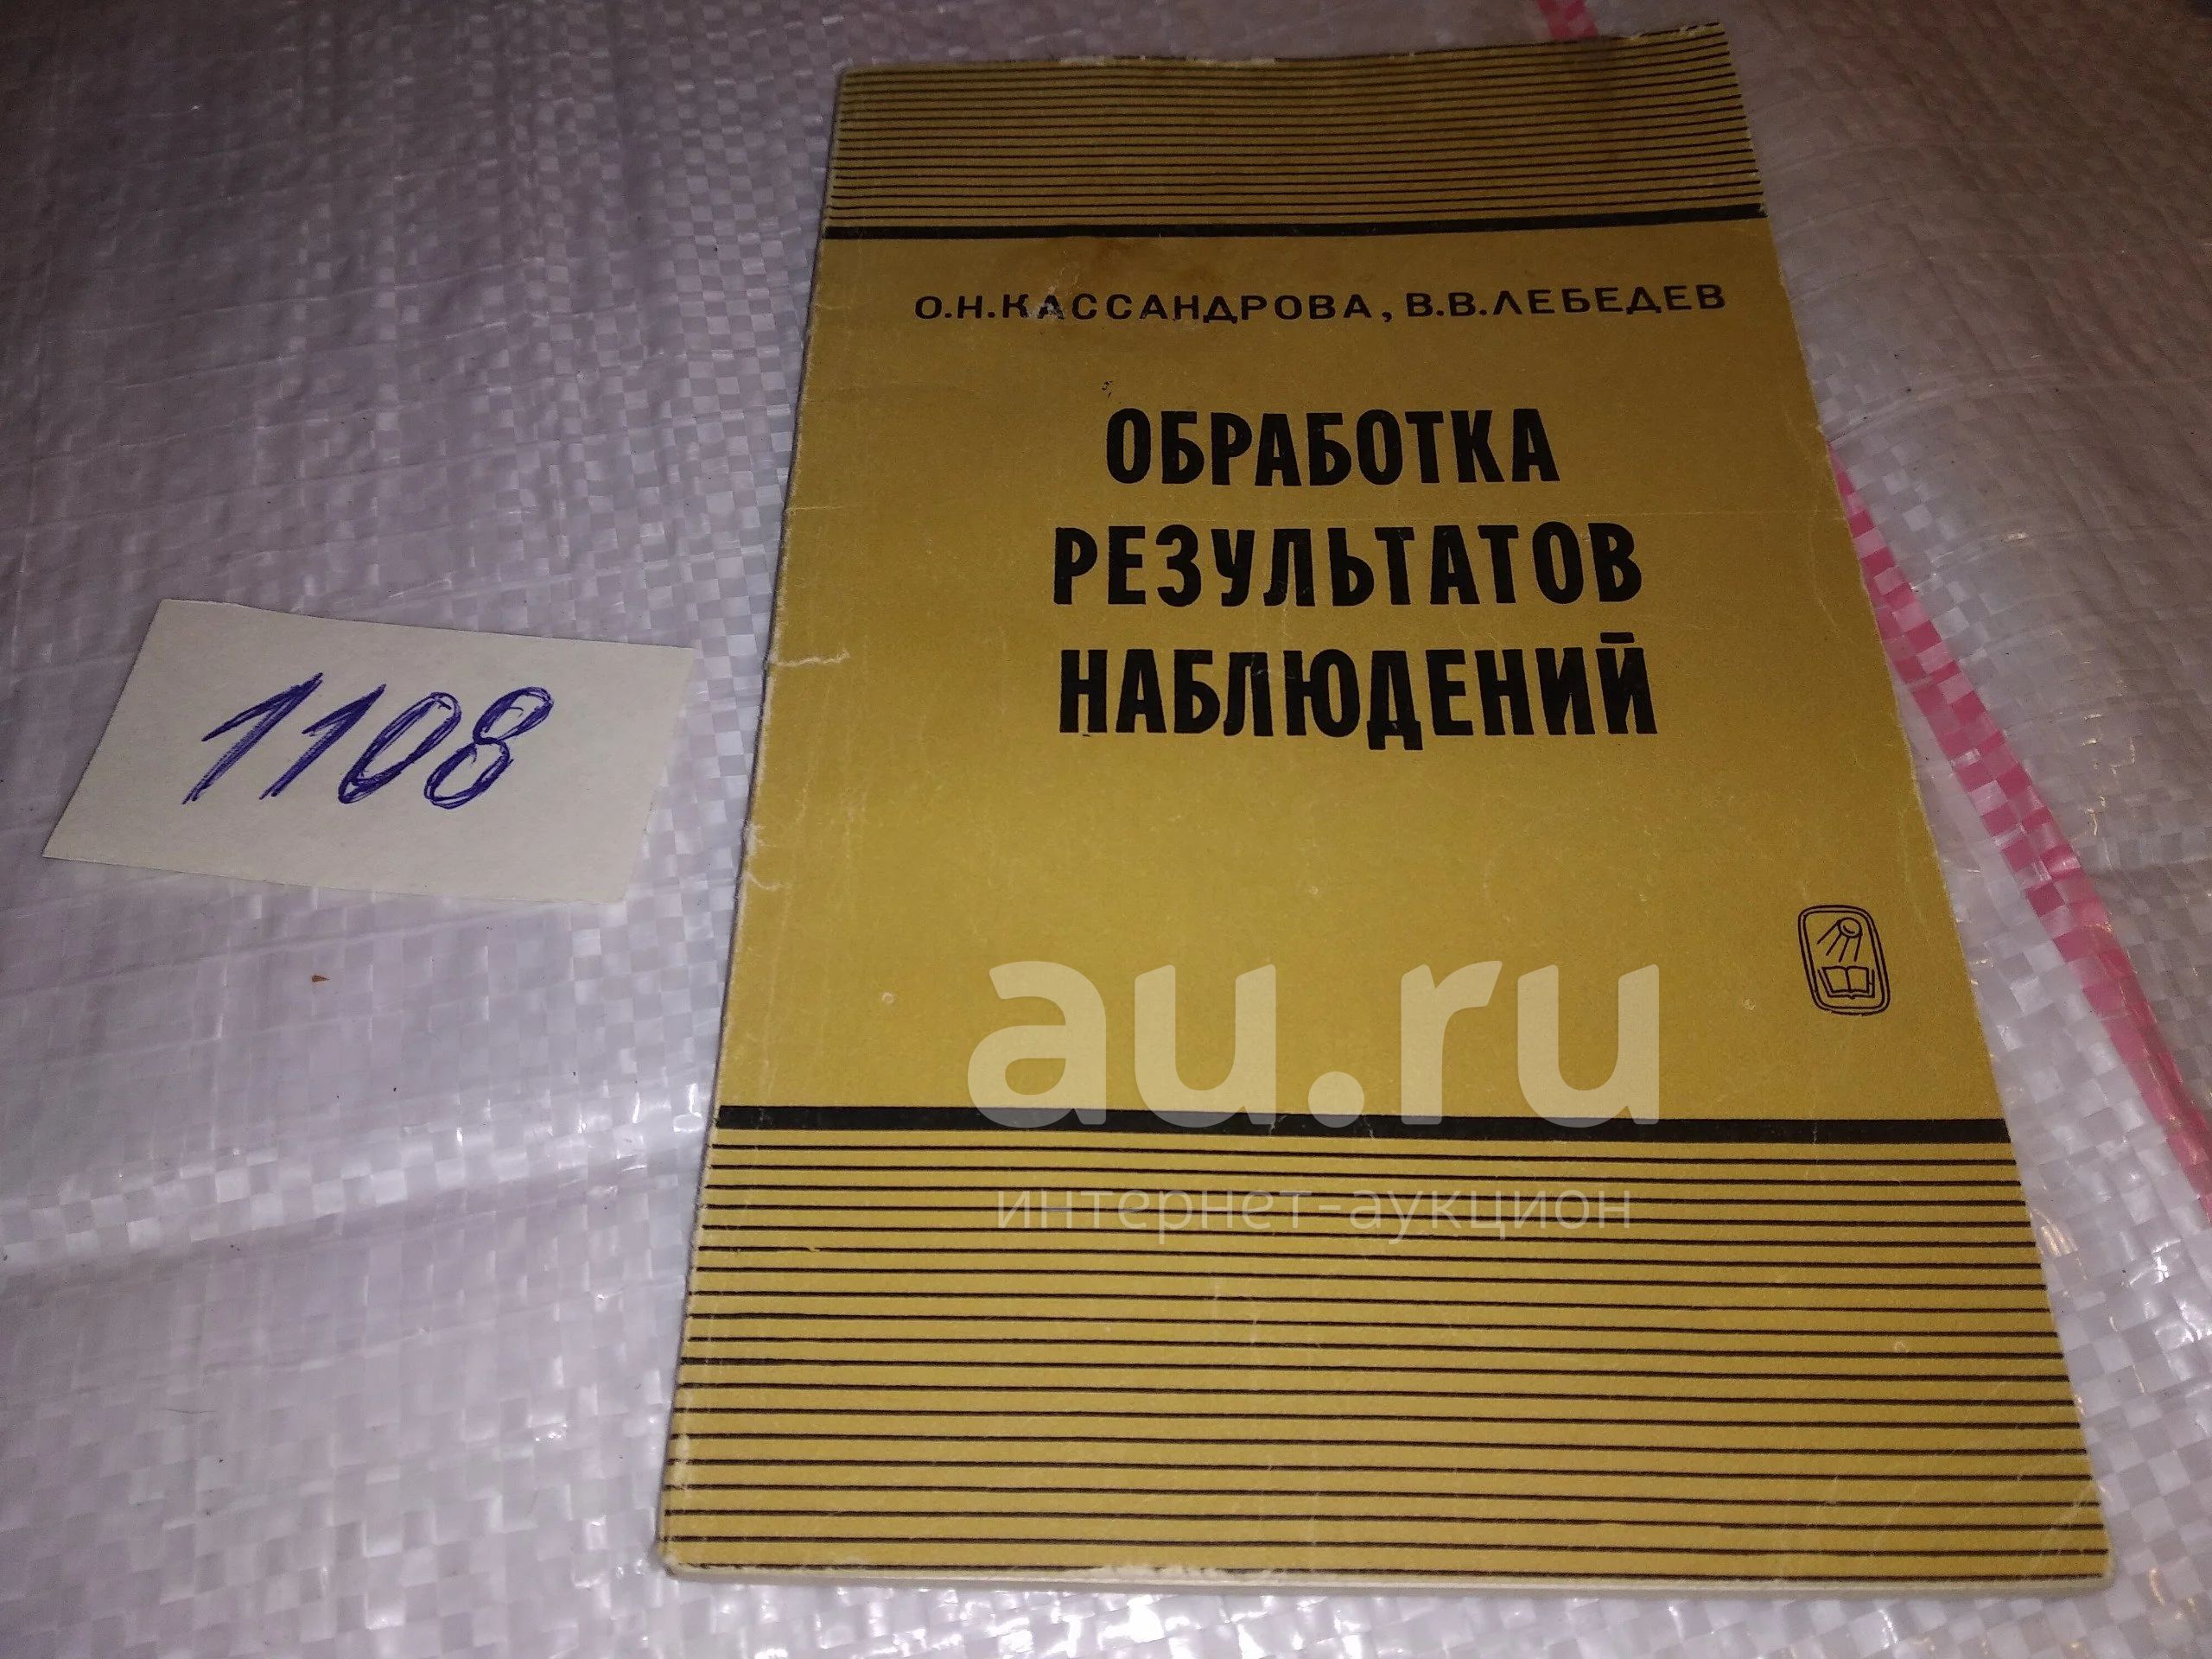 О.Н.КАССАНДРОВА, В.В.ЛЕБЕДЕВ
ОБРАБОТКА
РЕЗУЛЬТАТОВ
НАБЛЮДЕНИЙ
1108
au.ru
интернет-аукцион